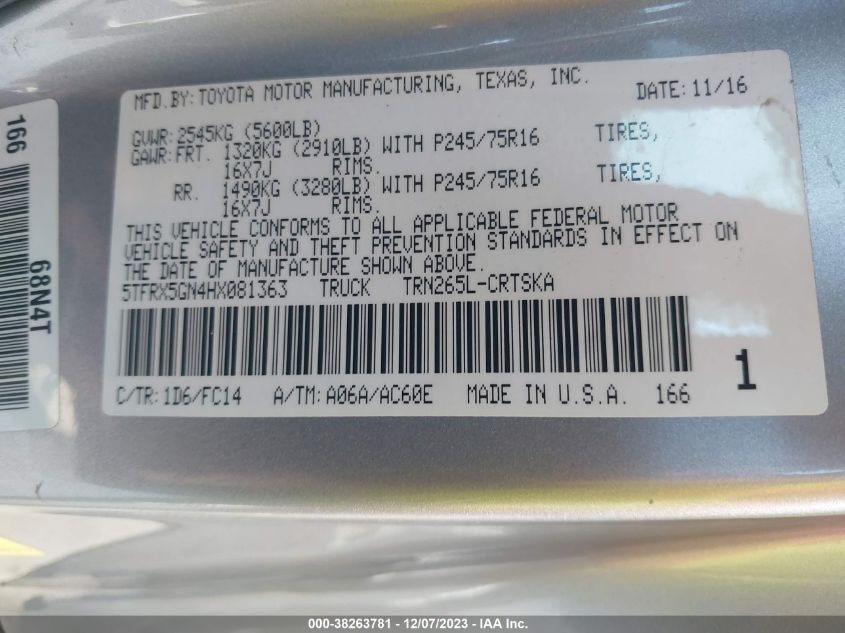 MFD.BY: TOYOTA MOTOR MANUFACTURING, TEXAS, INC. DATE: 11/16
GVWR: 2545KG (5600LB)
GAWR: FRT. 1320KG (2910LB) WITH P245/75R16 TIRES,
16X7J RIMS.
RR. 1490KG (3280LB) WITH P245/75R16 TIRES,
16X7J RIMS.
THIS VEHICLE CONFORMS TO ALL APPLICABLE FEDERAL MOTOR
VEHICLE SAFETY AND THEFT PREVENTION STANDARDS IN EFFECT ON
THE DATE OF MANUFACTURE SHOWN ABOVE.
5TFRX5GN4HX081363 TRUCK TRN265L-CRTSKA
C/TR: 1D6/FC14 A/TM: A06A/AC60E MADE IN U.S.A. 166
1
166
68N4T
000-38263781 - 12/07/2023 - IAA Inc.